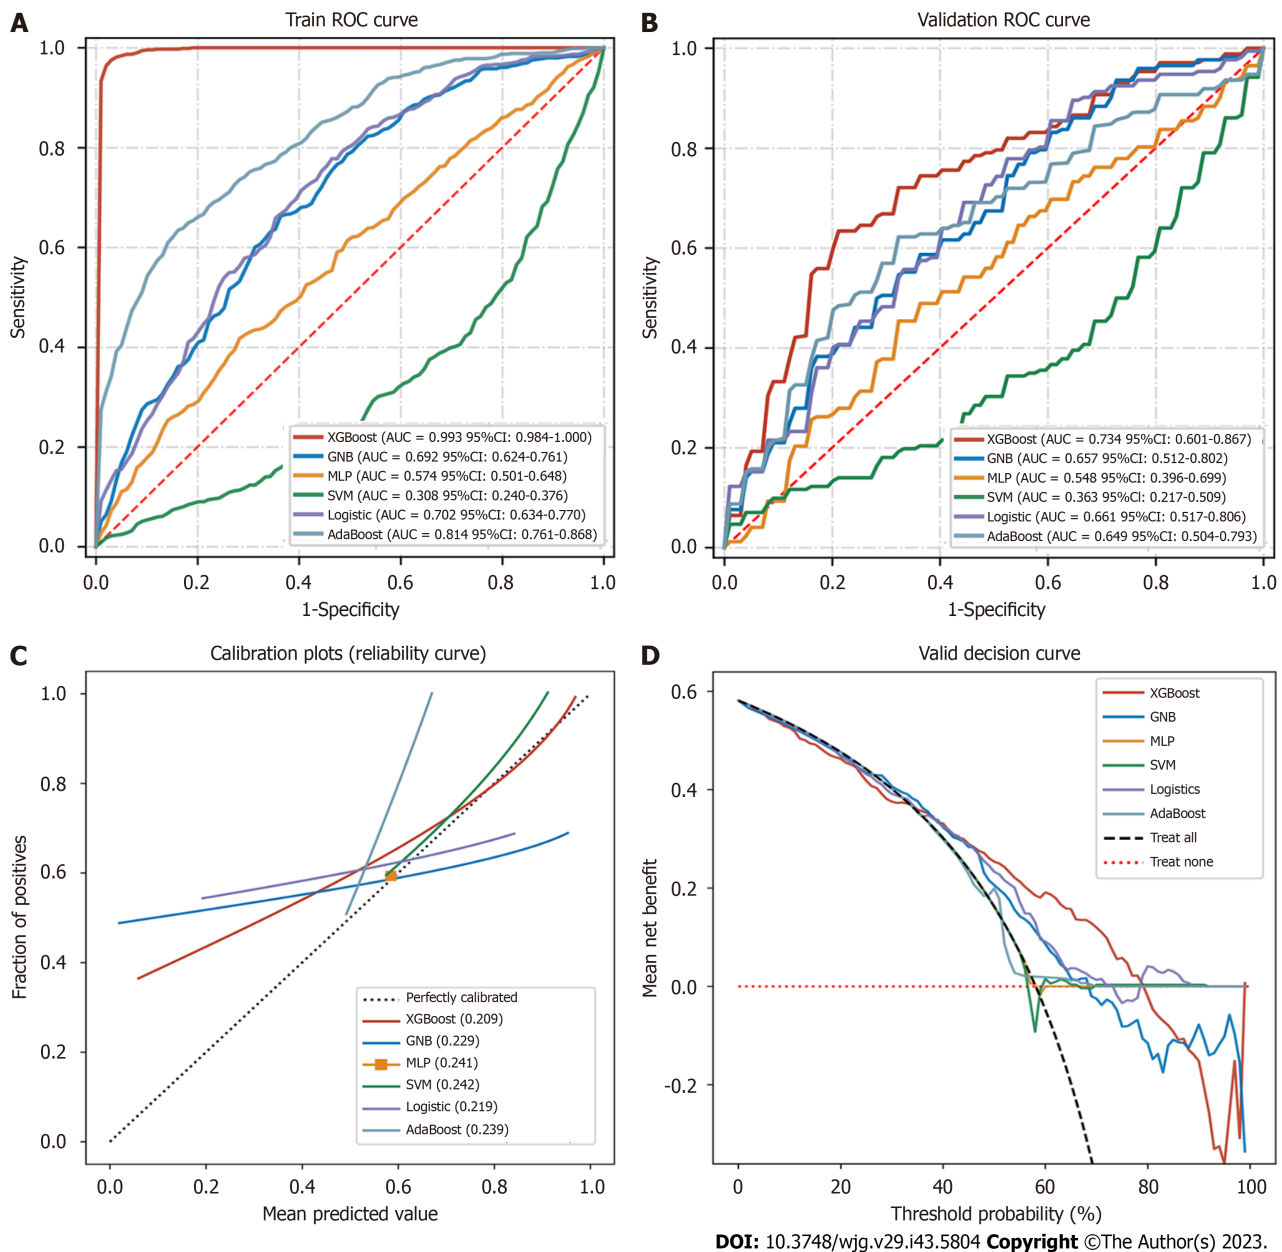 A
Train ROC curve
1.0
0.8
0.6
0.4
0.2
0.0
Sensitivity
XGBoost (AUC = 0.993 95%CI: 0.984-1.000)
GNB (AUC = 0.692 95%CI: 0.624-0.761)
MLP (AUC = 0.574 95%CI: 0.501-0.648)
SVM (AUC = 0.308 95%CI: 0.240-0.376)
Logistic (AUC = 0.702 95%CI: 0.634-0.770)
AdaBoost (AUC = 0.814 95%CI: 0.761-0.868)
0.0 0.2 0.4 0.6 0.8 1.0
1-Specificity
B
Validation ROC curve
1.0
0.8
0.6
0.4
0.2
0.0
Sensitivity
XGBoost (AUC = 0.734 95%CI: 0.601-0.867)
GNB (AUC = 0.657 95%CI: 0.512-0.802)
MLP (AUC = 0.548 95%CI: 0.396-0.699)
SVM (AUC = 0.363 95%CI: 0.217-0.509)
Logistic (AUC = 0.661 95%CI: 0.517-0.806)
AdaBoost (AUC = 0.649 95%CI: 0.504-0.793)
0.0 0.2 0.4 0.6 0.8 1.0
1-Specificity
C
Calibration plots (reliability curve)
1.0
0.8
0.6
0.4
0.2
0.0
Fraction of positives
Perfectly calibrated
XGBoost (0.209)
GNB (0.229)
MLP (0.241)
SVM (0.242)
Logistic (0.219)
AdaBoost (0.239)
0.0 0.2 0.4 0.6 0.8 1.0
Mean predicted value
D
Valid decision curve
0.6
0.4
0.2
0.0
-0.2
Mean net benefit
XGBoost
GNB
MLP
SVM
Logistics
AdaBoost
Treat all
Treat none
0 20 40 60 80 100
Threshold probability (%)
DOI: 10.3748/wjg.v29.i43.5804 Copyright ©The Author(s) 2023.